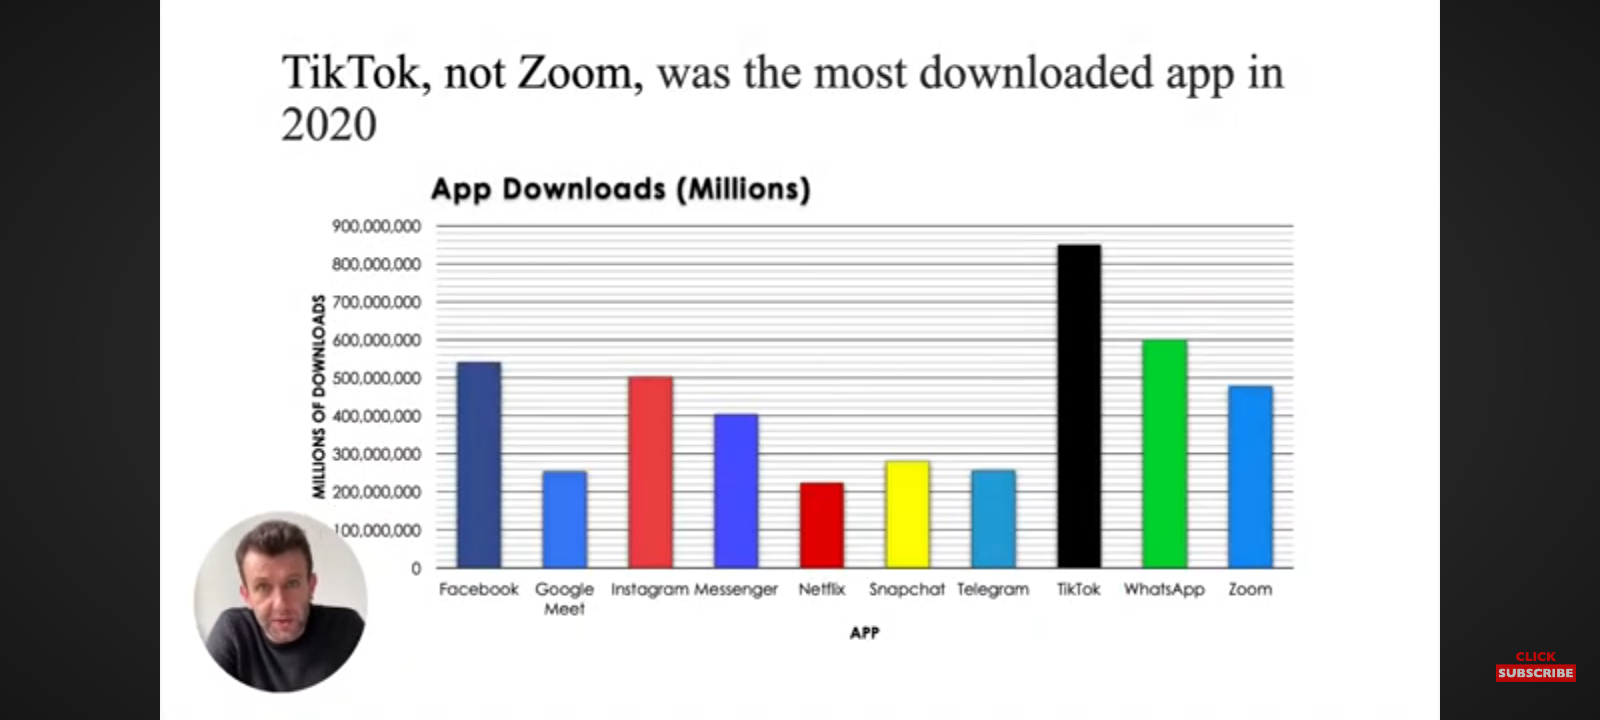 TikTok, not Zoom, was the most downloaded app in
2020
App Downloads (Millions)
MILLIONS OF DOWNLOADS
900,000,000
800,000,000
700,000,000
600,000,000
500,000,000
400,000,000
300,000,000
200,000,000
100,000,000
0
Facebook Google Instagram Messenger Netflix Snapchat Telegram TikTok WhatsApp Zoom
Meet
APP
CLICK
SUBSCRIBE